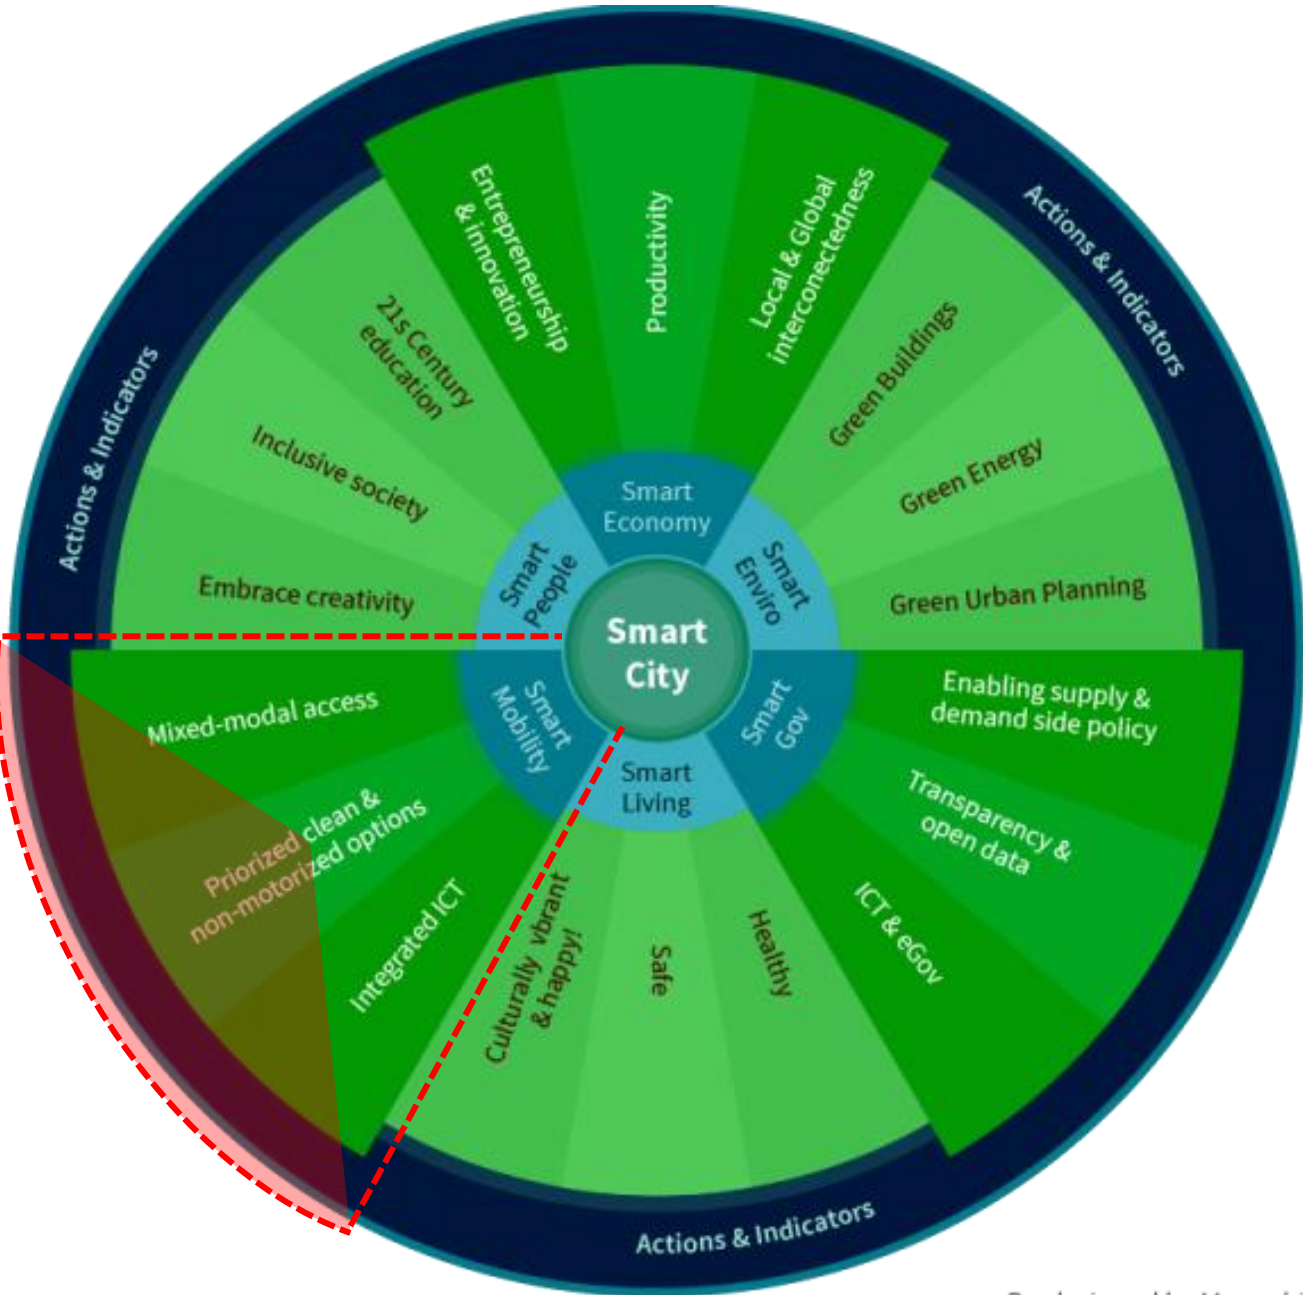 Actions & Indicators
Actions & Indicators
Actions & Indicators
Smart
City
Smart
Economy
Entrepreneurship
& innovation
Productivity
Local & Global
interconectedness
Smart
Enviro
Green Buildings
Green Energy
Green Urban Planning
Smart
Gov
Enabling supply &
demand side policy
Transparency &
open data
ICT & eGov
Smart
Living
Healthy
Safe
Culturally vbrant
& happy!
Smart
Mobility
Integrated ICT
Priorized clean &
non-motorized options
Mixed-modal access
Smart
People
Embrace creativity
Inclusive society
21s Century
education